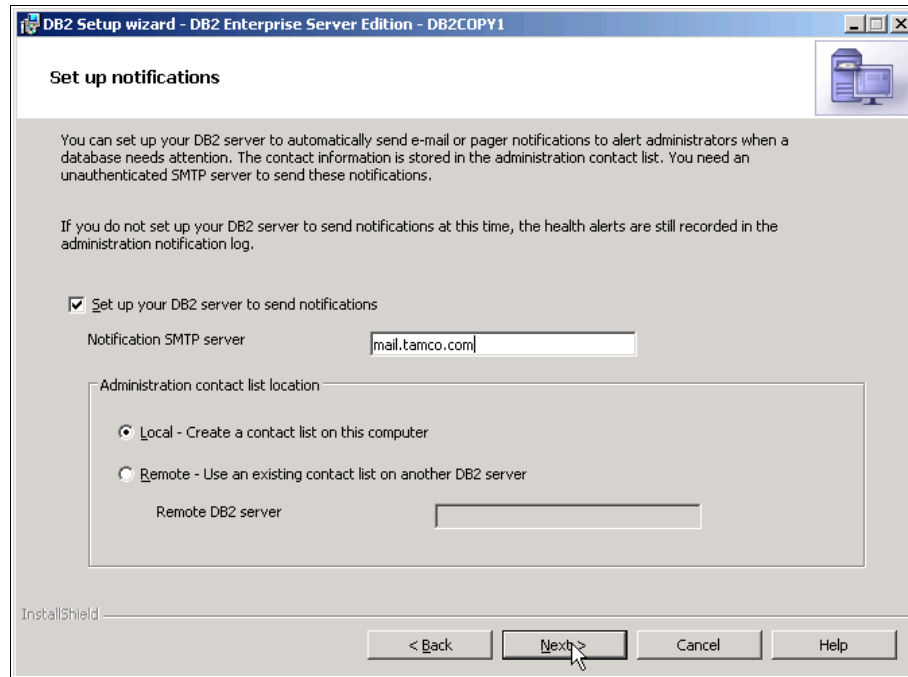 DB2 Setup wizard - DB2 Enterprise Server Edition - DB2COPY1
Set up notifications
You can set up your DB2 server to automatically send e-mail or pager notifications to alert administrators when a
database needs attention. The contact information is stored in the administration contact list. You need an
unauthenticated SMTP server to send these notifications.
If you do not set up your DB2 server to send notifications at this time, the health alerts are still recorded in the
administration notification log.
Set up your DB2 server to send notifications
Notification SMTP server
mail.tamco.com
Administration contact list location
Local - Create a contact list on this computer
Remote - Use an existing contact list on another DB2 server
Remote DB2 server
InstallShield
< Back
Next >
Cancel
Help